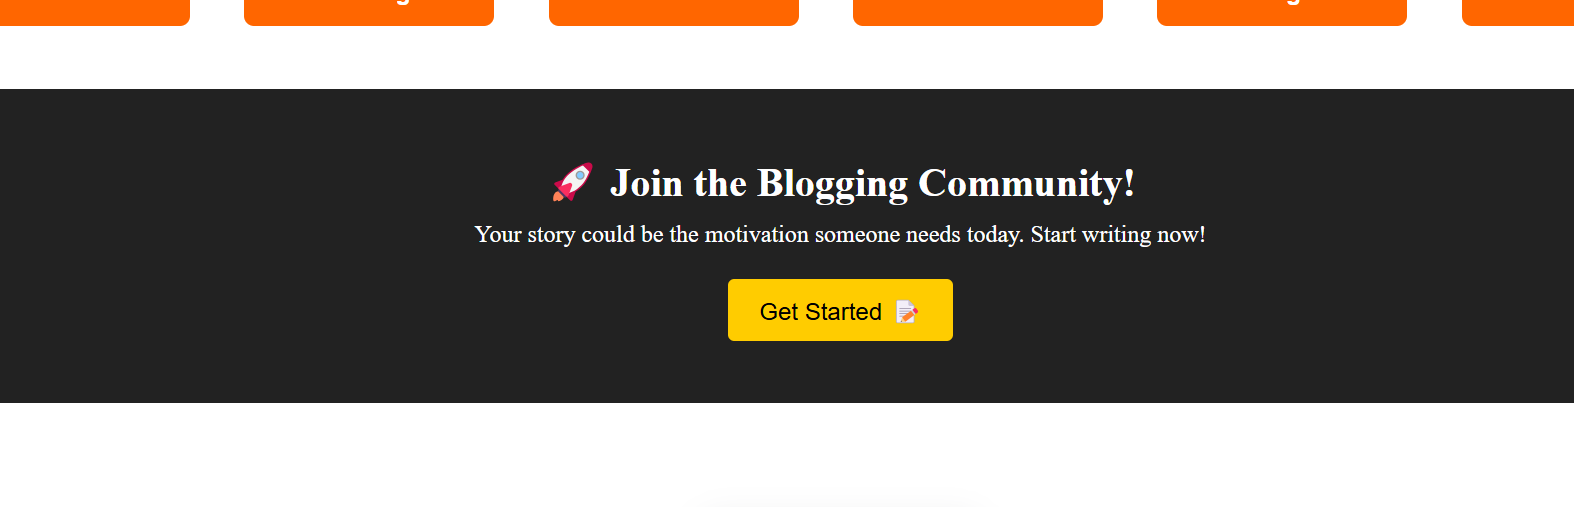 🚀 Join the Blogging Community!
Your story could be the motivation someone needs today. Start writing now!
Get Started 📝